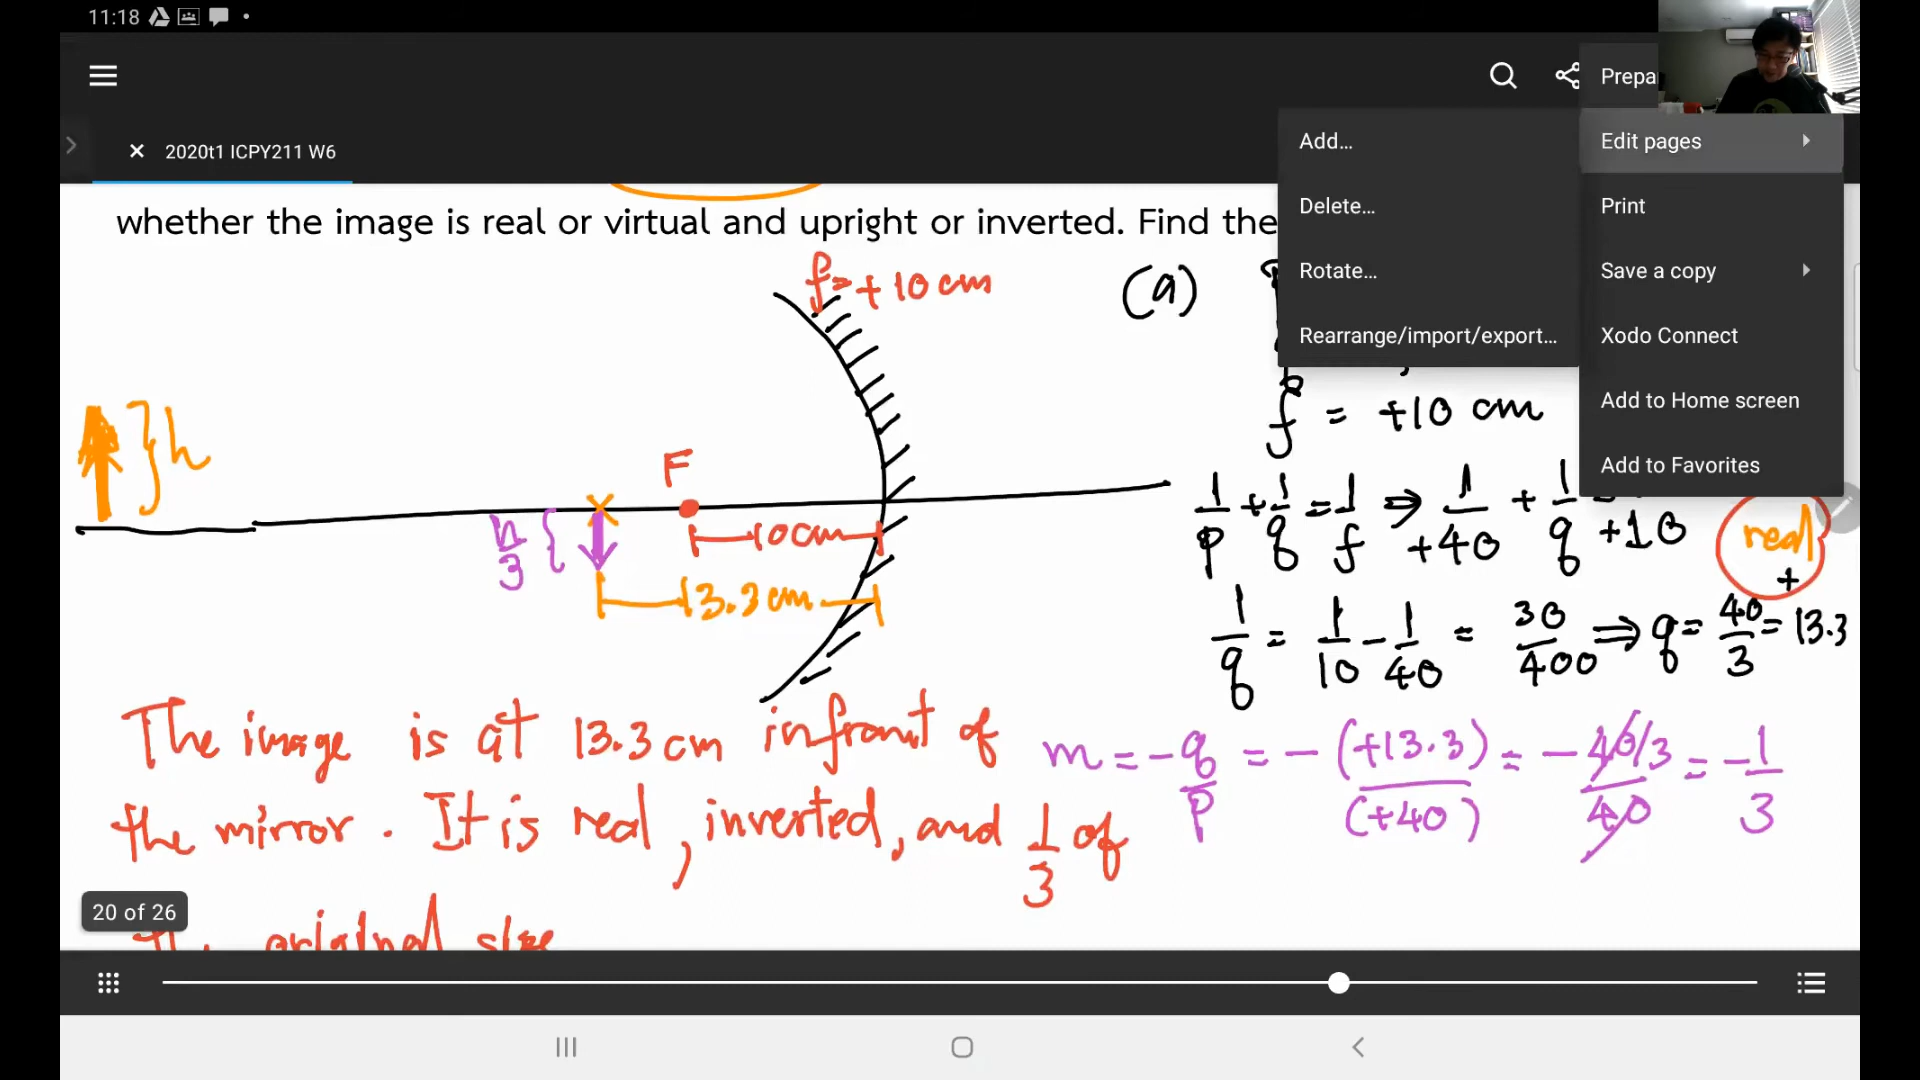 11:18
Prepa
2020t1 ICPY211 W6
Add...
Delete...
Rotate...
Rearrange/import/export...
Edit pages
Print
Save a copy
Xodo Connect
Add to Home screen
Add to Favorites
whether the image is real or virtual and upright or inverted. Find the
f = +10 cm
(a)
f = +10 cm
} h
F
h/3 {
10 cm
13.3 cm
1/p + 1/q = 1/f ⇒ 1/+40 + 1/q = +10
real
+
1/q = 1/10 - 1/40 = 30/400 ⇒ q = 40/3 = 13.3
The image is at 13.3 cm infront of
m = -q/p = - (+13.3)/(+40) = - 40/3/40 = -1/3
the mirror. It is real, inverted, and 1/3 of
original size
20 of 26